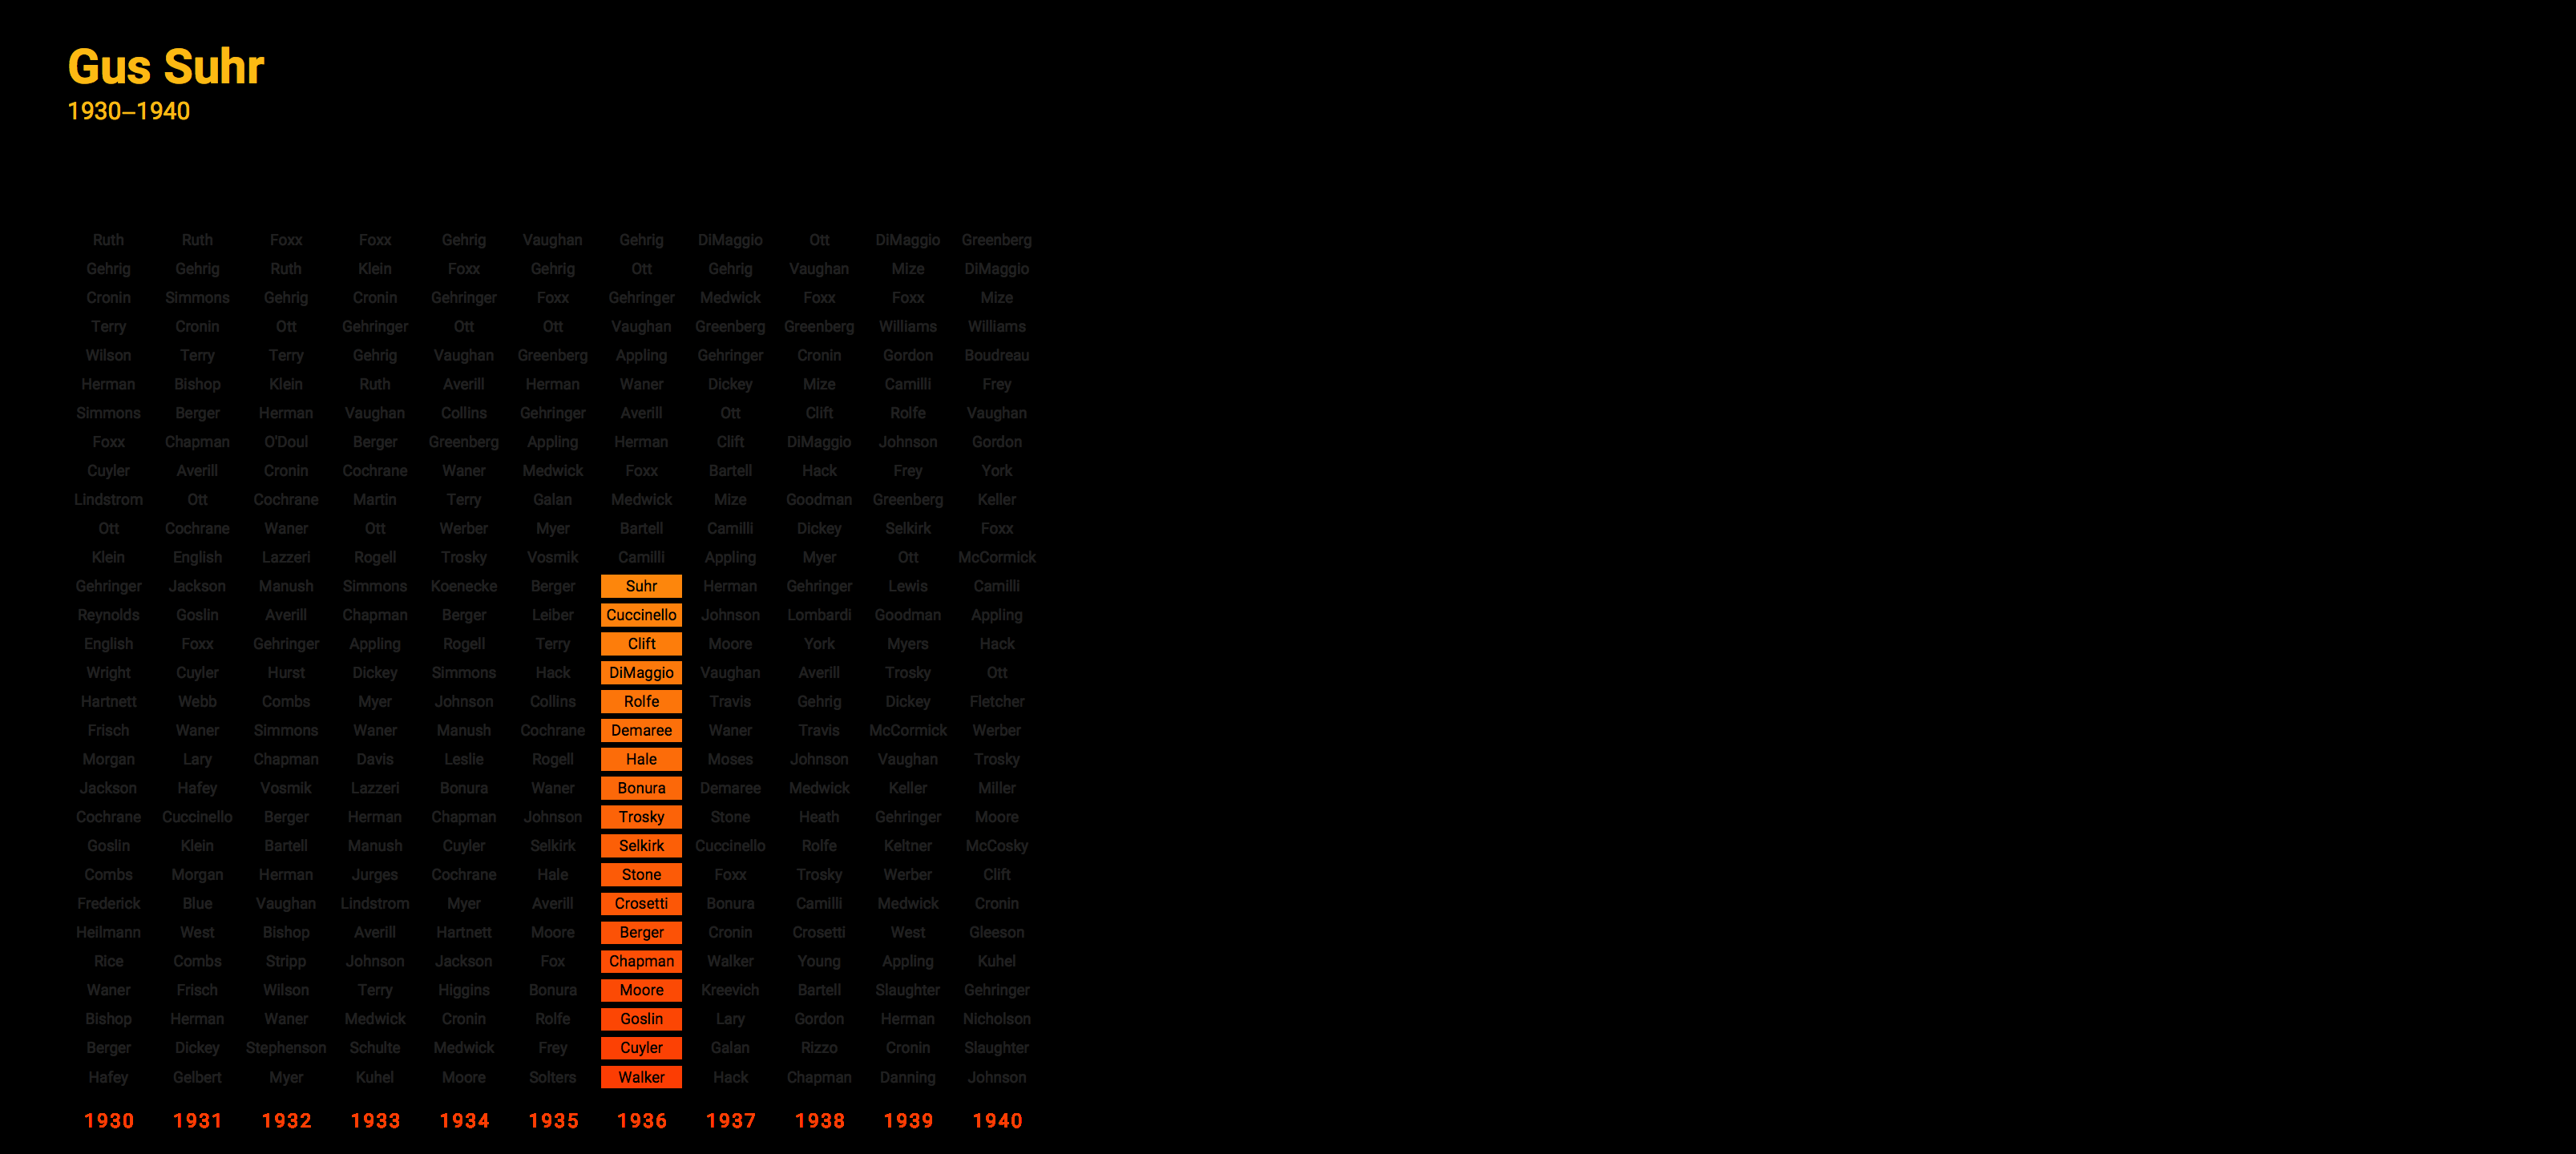 Gus Suhr
1930–1940
Ruth Ruth Foxx Foxx Gehrig Vaughan Gehrig DiMaggio Ott DiMaggio Greenberg
Gehrig Gehrig Ruth Klein Foxx Gehrig Ott Gehrig Vaughan Mize DiMaggio
Cronin Simmons Gehrig Cronin Gehringer Foxx Gehringer Medwick Foxx Foxx Mize
Terry Cronin Ott Gehringer Ott Ott Vaughan Greenberg Greenberg Williams Williams
Wilson Terry Terry Gehrig Vaughan Greenberg Appling Gehringer Cronin Gordon Boudreau
Herman Bishop Klein Ruth Averill Herman Waner Dickey Mize Camilli Frey
Simmons Berger Herman Vaughan Collins Gehringer Averill Ott Clift Rolfe Vaughan
Foxx Chapman O'Doul Berger Greenberg Appling Herman Clift DiMaggio Johnson Gordon
Cuyler Averill Cronin Cochrane Waner Medwick Foxx Bartell Hack Frey York
Lindstrom Ott Cochrane Martin Terry Galan Medwick Mize Goodman Greenberg Keller
Ott Cochrane Waner Ott Werber Myer Bartell Camilli Dickey Selkirk Foxx
Klein English Lazzeri Rogell Trosky Vosmik Camilli Appling Myer Ott McCormick
Gehringer Jackson Manush Simmons Koenecke Berger Suhr Herman Gehringer Lewis Camilli
Reynolds Goslin Averill Chapman Berger Leiber Cuccinello Johnson Lombardi Goodman Appling
English Foxx Gehringer Appling Rogell Terry Clift Moore York Myers Hack
Wright Cuyler Hurst Dickey Simmons Hack DiMaggio Vaughan Averill Trosky Ott
Hartnett Webb Combs Myer Johnson Collins Rolfe Travis Gehrig Dickey Fletcher
Frisch Waner Simmons Waner Manush Cochrane Demaree Waner Travis McCormick Werber
Morgan Lary Chapman Davis Leslie Rogell Hale Moses Johnson Vaughan Trosky
Jackson Hafey Vosmik Lazzeri Bonura Waner Bonura Demaree Medwick Keller Miller
Cochrane Cuccinello Berger Herman Chapman Johnson Trosky Stone Heath Gehringer Moore
Goslin Klein Bartell Manush Cuyler Selkirk Selkirk Cuccinello Rolfe Keltner McCosky
Combs Morgan Herman Jurges Cochrane Hale Stone Foxx Trosky Werber Clift
Frederick Blue Vaughan Lindstrom Myer Averill Crosetti Bonura Camilli Medwick Cronin
Heilmann West Bishop Averill Hartnett Moore Berger Cronin Crosetti West Gleeson
Rice Combs Stripp Johnson Jackson Fox Chapman Walker Young Appling Kuhel
Waner Frisch Wilson Terry Higgins Bonura Moore Kreevich Bartell Slaughter Gehringer
Bishop Herman Waner Medwick Cronin Rolfe Goslin Lary Gordon Herman Nicholson
Berger Dickey Stephenson Schulte Medwick Frey Cuyler Galan Rizzo Cronin Slaughter
Hafey Gelbert Myer Kuhel Moore Solters Walker Hack Chapman Danning Johnson
1930 1931 1932 1933 1934 1935 1936 1937 1938 1939 1940